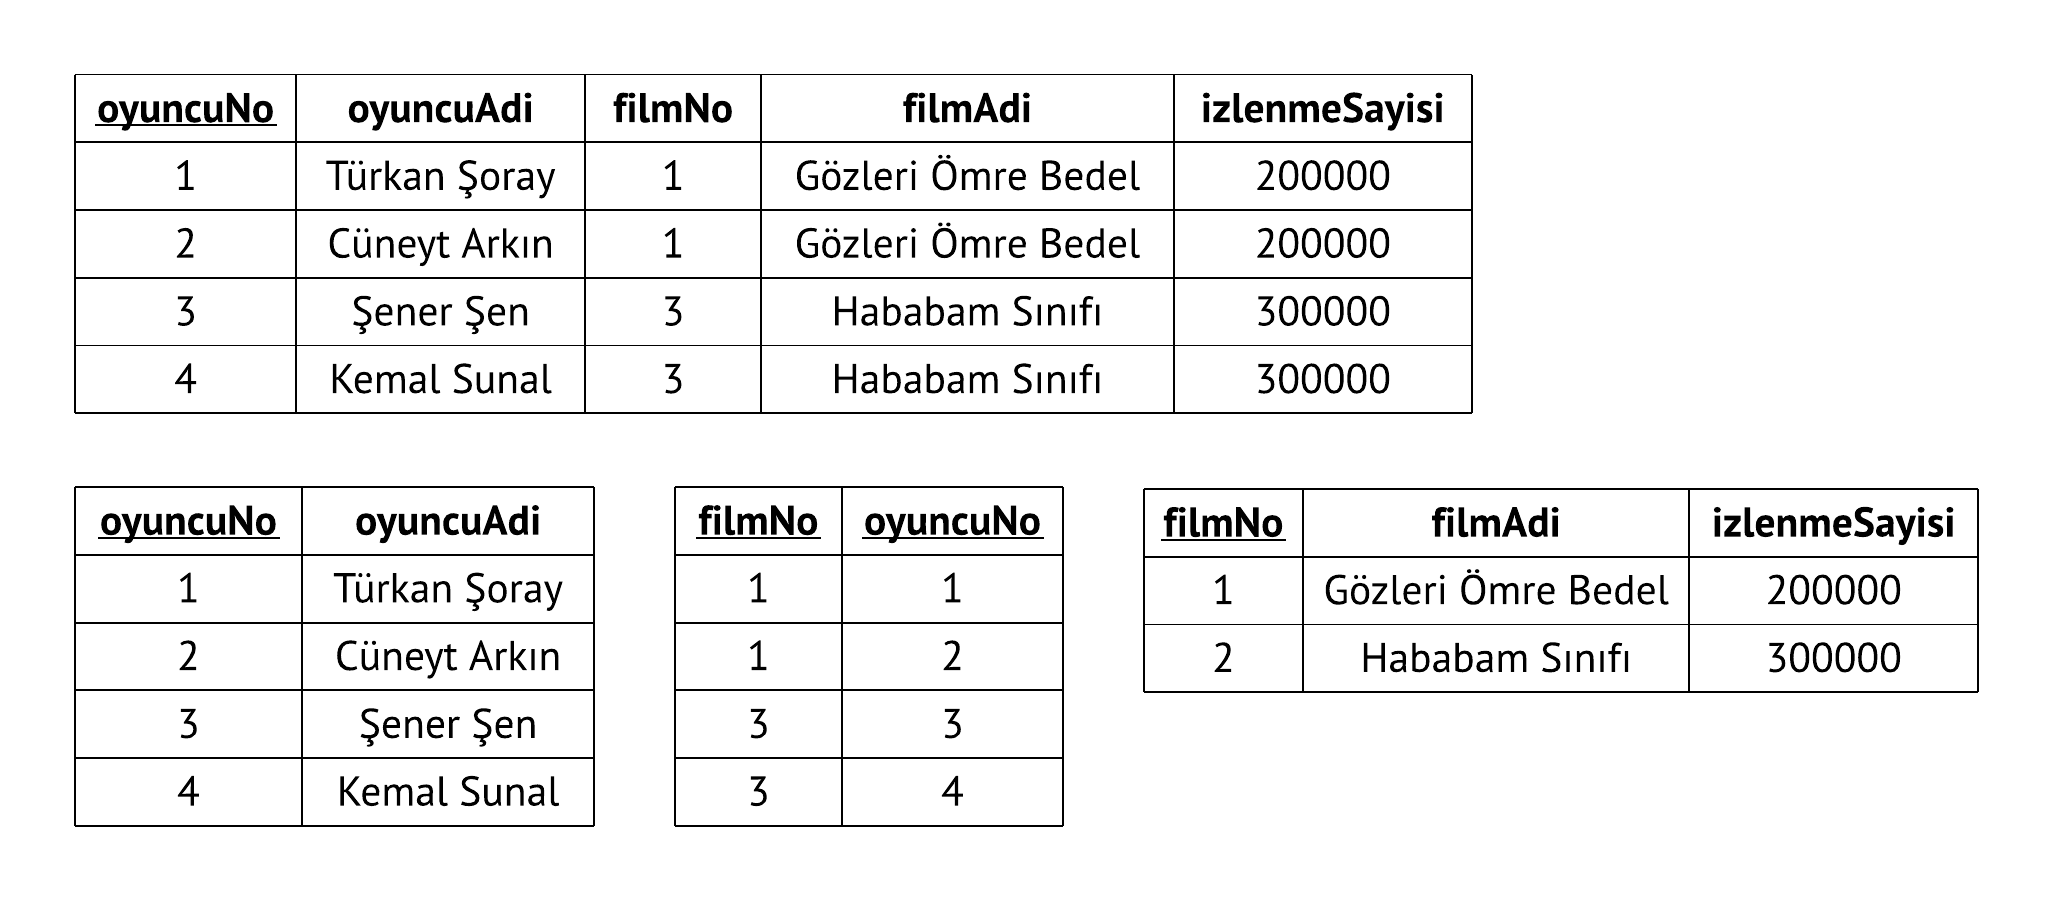 oyuncuNo oyuncuAdi filmNo filmAdi izlenmeSayisi
1 Türkan Şoray 1 Gözleri Ömre Bedel 200000
2 Cüneyt Arkın 1 Gözleri Ömre Bedel 200000
3 Şener Şen 3 Hababam Sınıfı 300000
4 Kemal Sunal 3 Hababam Sınıfı 300000
oyuncuNo oyuncuAdi
1 Türkan Şoray
2 Cüneyt Arkın
3 Şener Şen
4 Kemal Sunal
filmNo oyuncuNo
1 1
1 2
3 3
3 4
filmNo filmAdi izlenmeSayisi
1 Gözleri Ömre Bedel 200000
2 Hababam Sınıfı 300000